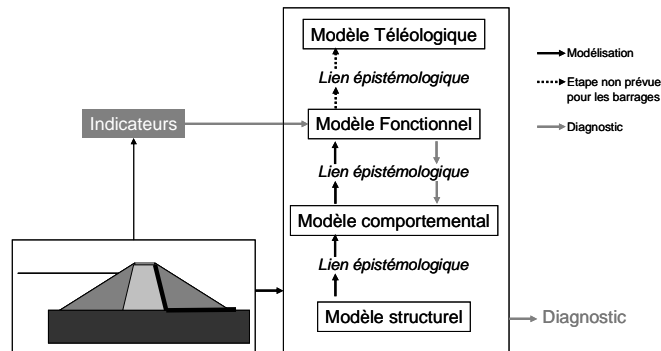 Modèle Téléologique
Lien épistémologique
Indicateurs
Modèle Fonctionnel
Lien épistémologique
Modèle comportemental
Lien épistémologique
Modèle structurel
Modélisation
Etape non prévue
pour les barrages
Diagnostic
Diagnostic